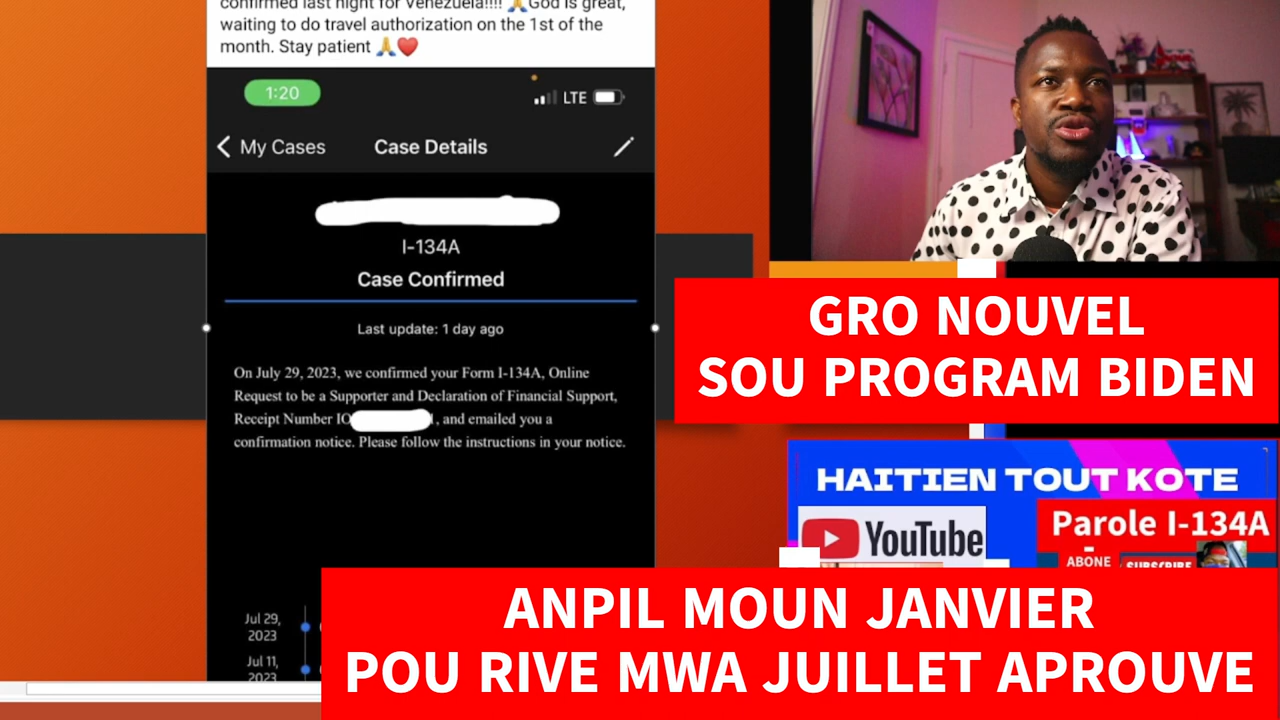 confirmed last night for Venezuela!!!! 🙏God is great,
waiting to do travel authorization on the 1st of the
month. Stay patient 🙏♥️
1:20
LTE
My Cases
Case Details
I-134A
Case Confirmed
Last update: 1 day ago
On July 29, 2023, we confirmed your Form I-134A, Online
Request to be a Supporter and Declaration of Financial Support,
Receipt Number IO
, and emailed you a
confirmation notice. Please follow the instructions in your notice.
Jul 29,
2023
Jul 11,
2023
GRO NOUVEL
SOU PROGRAM BIDEN
HAITIEN TOUT KOTE
YouTube
Parole I-134A
ABONE
SUBSCRIBE
ANPIL MOUN JANVIER
POU RIVE MWA JUILLET APROUVE